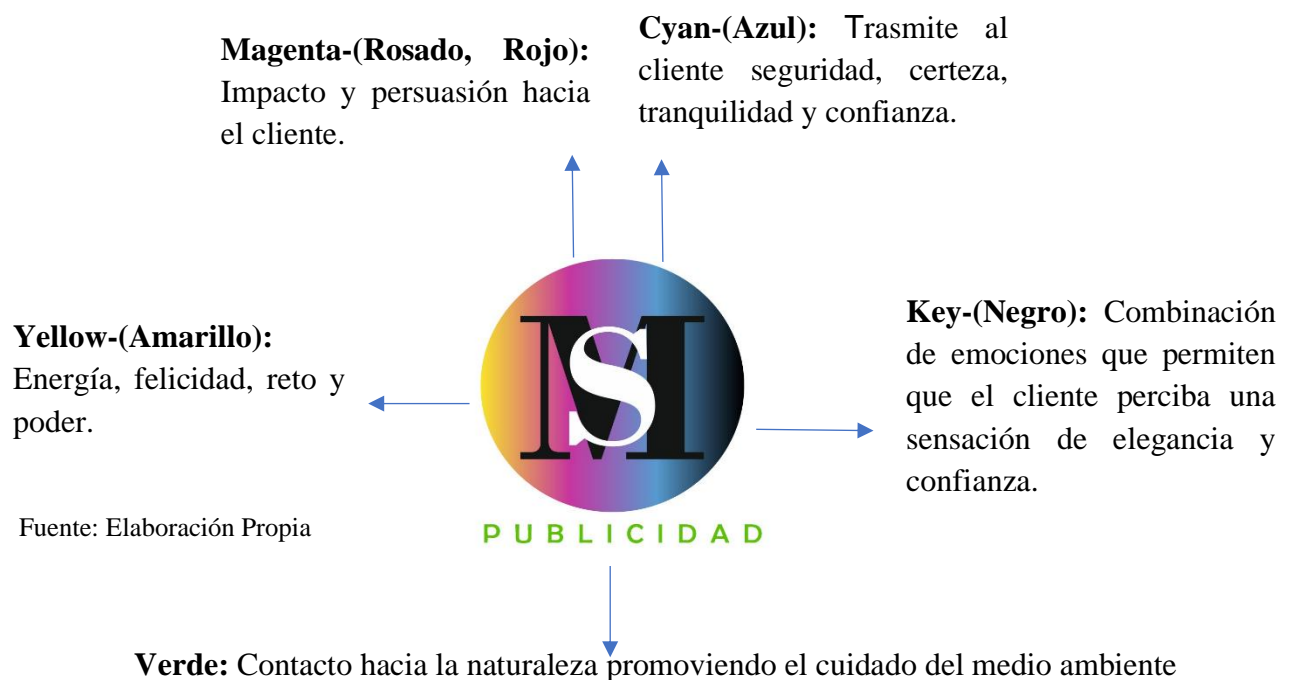 Magenta-(Rosado, Rojo):
Impacto y persuasión hacia
el cliente.
Cyan-(Azul): Trasmite al
cliente seguridad, certeza,
tranquilidad y confianza.
Yellow-(Amarillo):
Energía, felicidad, reto y
poder.
MS
PUBLICIDAD
Key-(Negro): Combinación
de emociones que permiten
que el cliente perciba una
sensación de elegancia y
confianza.
Fuente: Elaboración Propia
Verde: Contacto hacia la naturaleza promoviendo el cuidado del medio ambiente